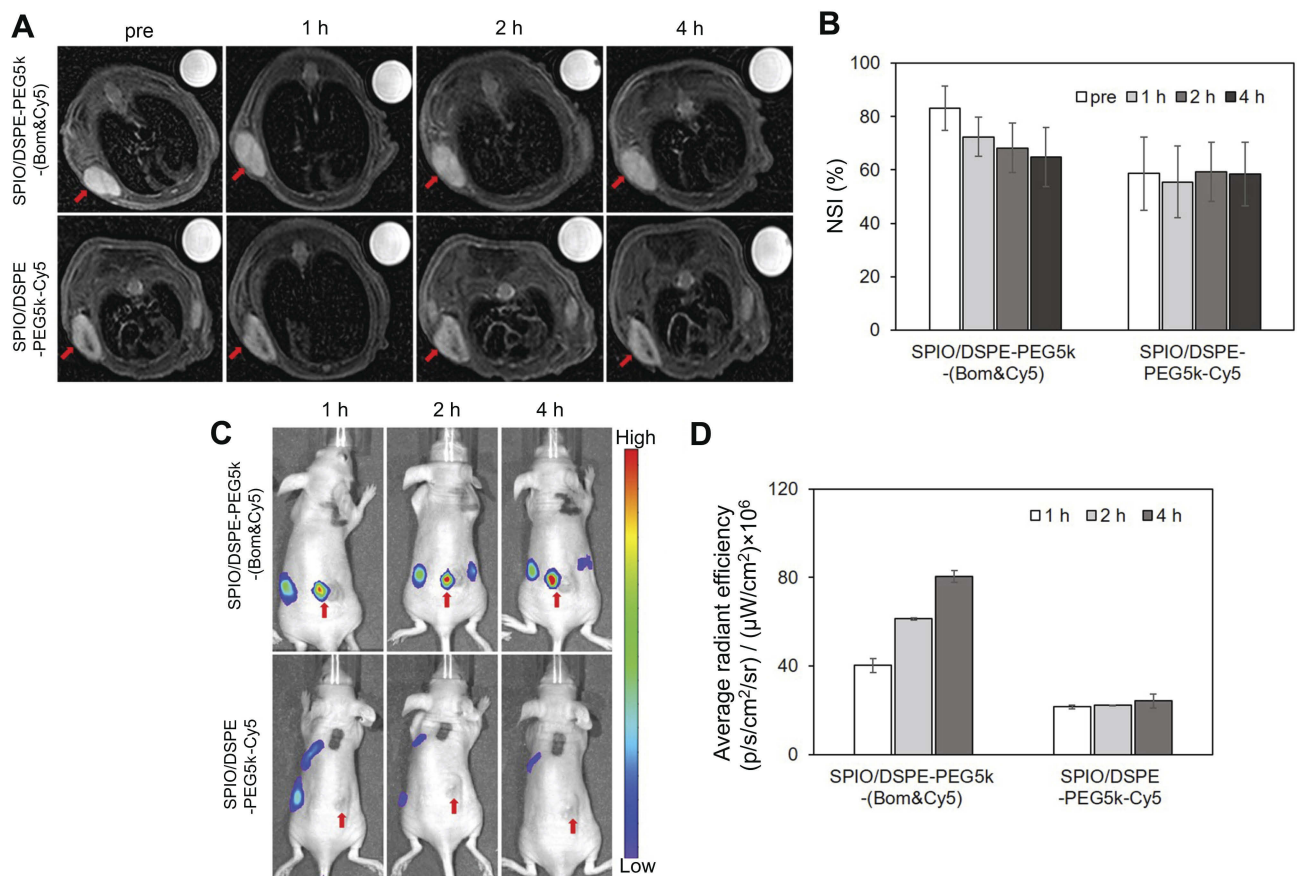 A
pre
1 h
2 h
4 h
SPIO/DSPE-PEG5k
-(Bom&Cy5)
SPIO/DSPE
-PEG5k-Cy5
B
NSI (%)
100
80
60
40
20
0
pre
1 h
2 h
4 h
SPIO/DSPE-PEG5k
-(Bom&Cy5)
SPIO/DSPE-
PEG5k-Cy5
C
1 h
2 h
4 h
SPIO/DSPE-PEG5k
-(Bom&Cy5)
SPIO/DSPE
-PEG5k-Cy5
High
Low
D
Average radiant efficiency
(p/s/cm²/sr) / (µW/cm²)×10⁶
120
80
40
0
1 h
2 h
4 h
SPIO/DSPE-PEG5k
-(Bom&Cy5)
SPIO/DSPE
-PEG5k-Cy5